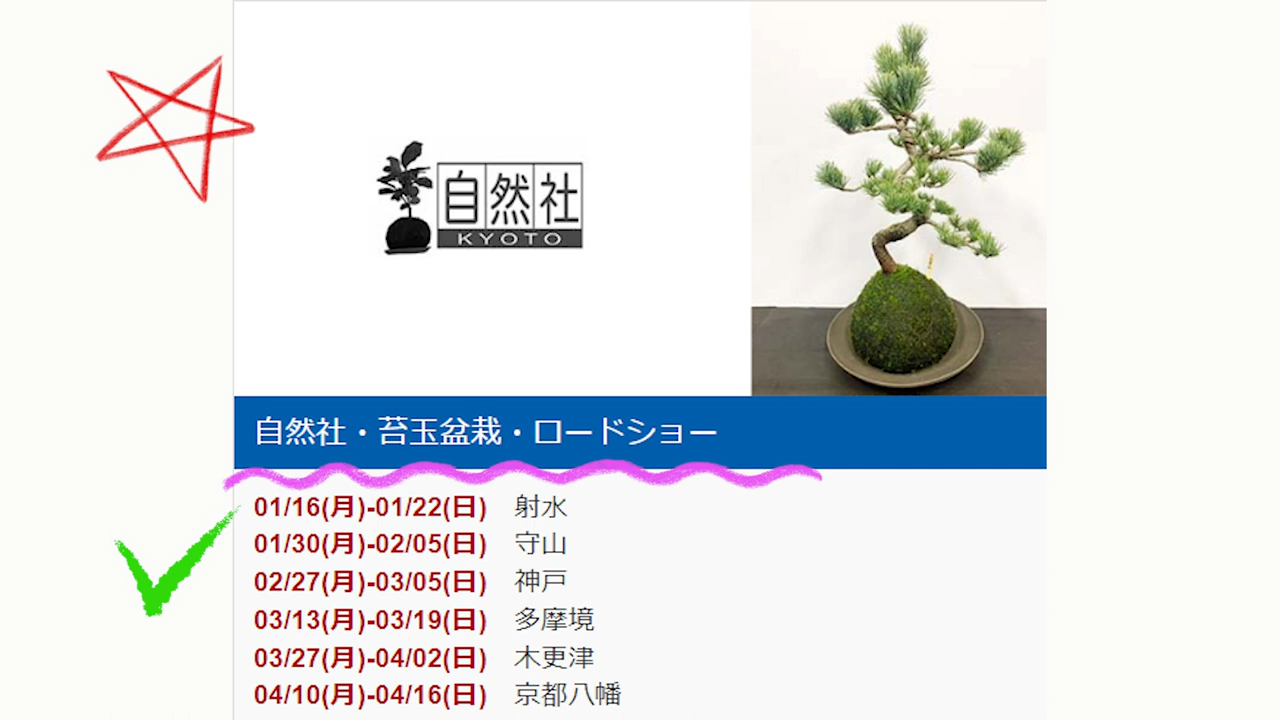 自然社
KYOTO
自然社・苔玉盆栽・ロードショー
01/16(月)-01/22(日) 射水
01/30(月)-02/05(日) 守山
02/27(月)-03/05(日) 神戸
03/13(月)-03/19(日) 多摩境
03/27(月)-04/02(日) 木更津
04/10(月)-04/16(日) 京都八幡